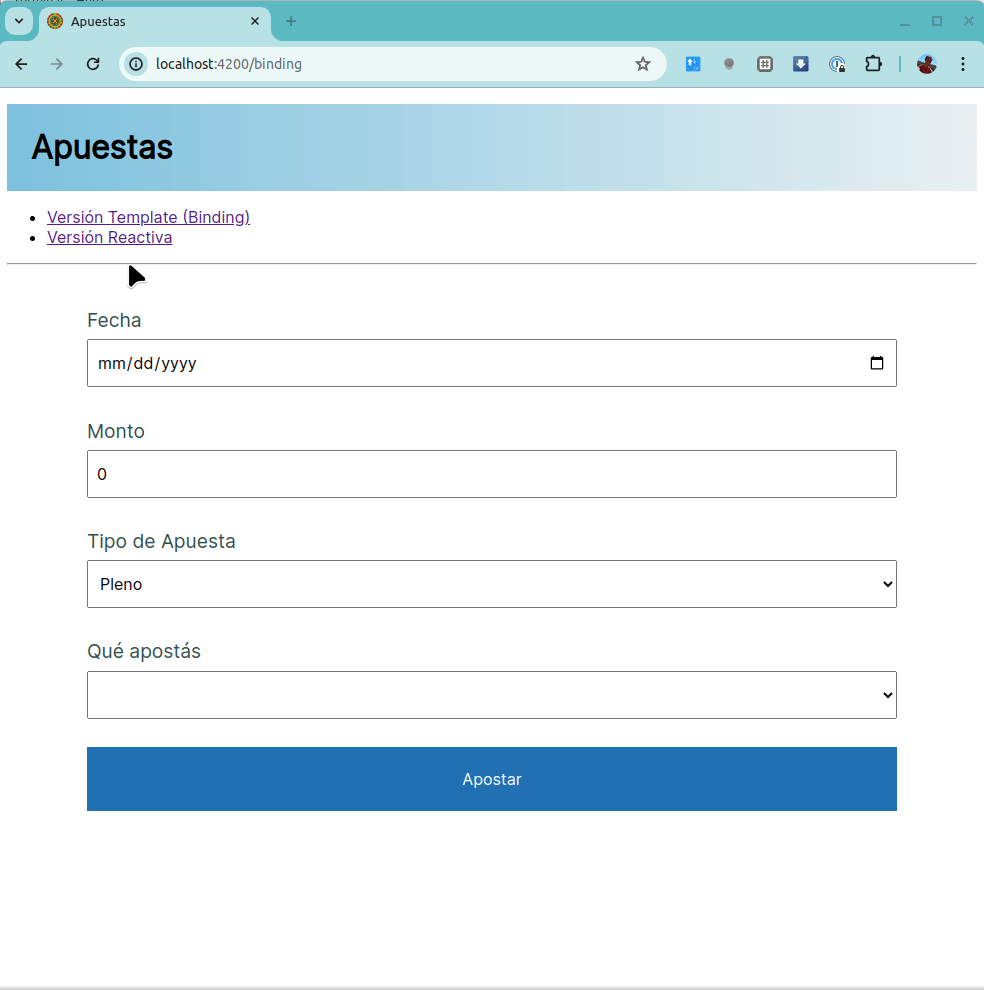 Apuestas
localhost:4200/binding
Apuestas
Versión Template (Binding)
Versión Reactiva
Fecha
mm/dd/yyyy
Monto
0
Tipo de Apuesta
Pleno
Qué apostás
Apostar